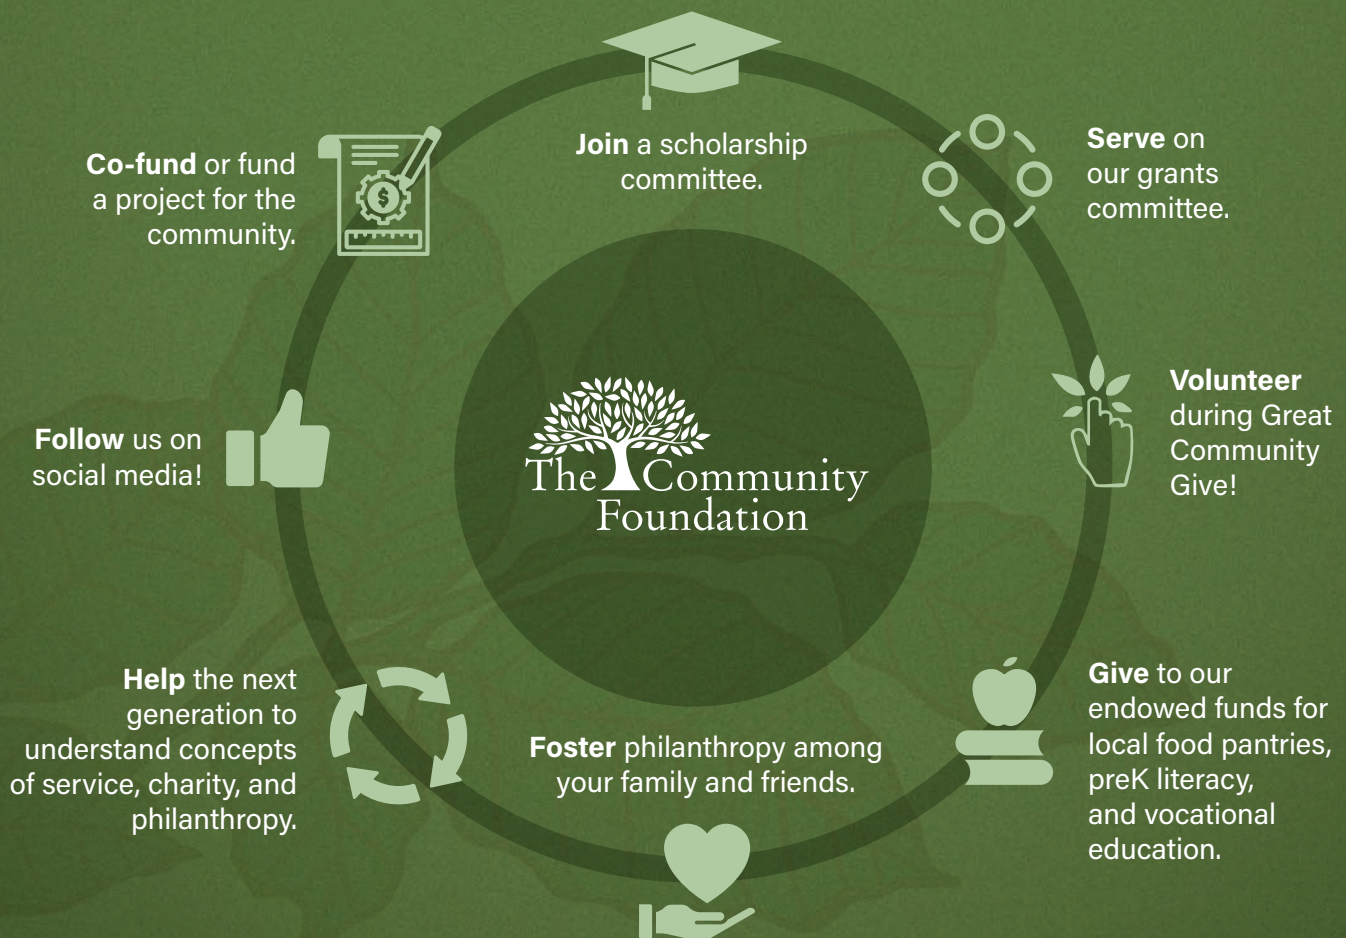 Join a scholarship
committee.
Serve on
our grants
committee.
Volunteer
during Great
Community
Give!
Give to our
endowed funds for
local food pantries,
preK literacy,
and vocational
education.
Foster philanthropy among
your family and friends.
Help the next
generation to
understand concepts
of service, charity, and
philanthropy.
Follow us on
social media!
Co-fund or fund
a project for the
community.
$
The Community
Foundation